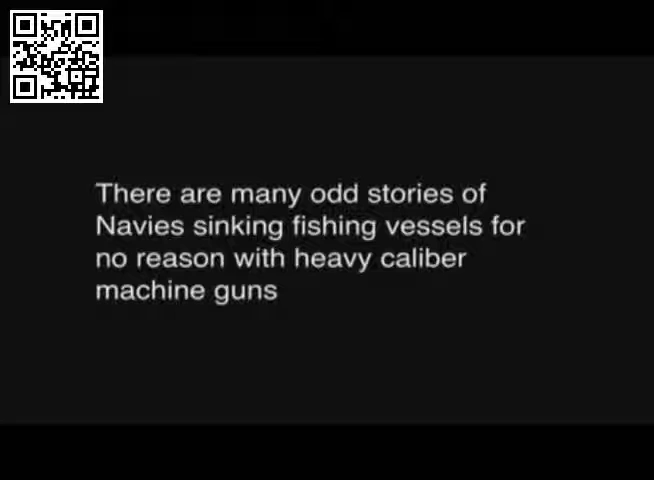 There are many odd stories of
Navies sinking fishing vessels for
no reason with heavy caliber
machine guns